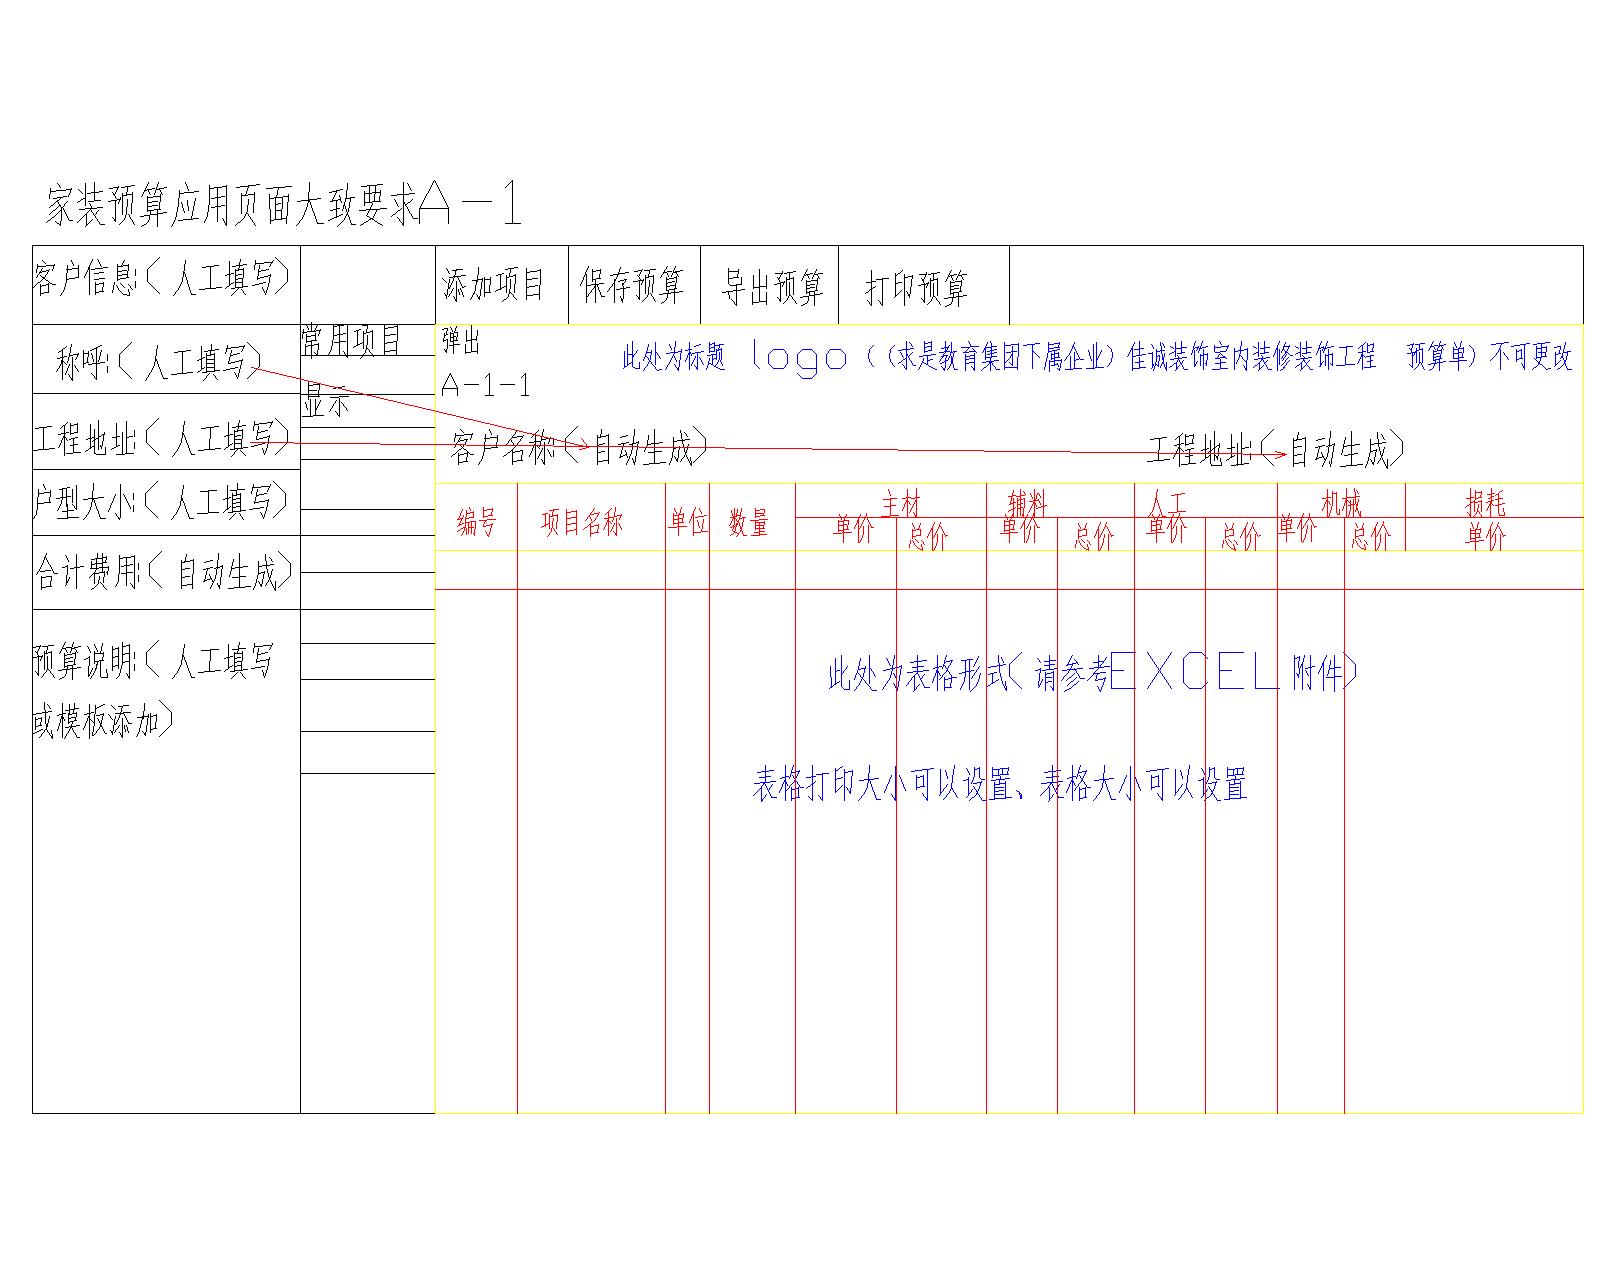 家装预算应用页面大致要求A-1
客户信息:(人工填写)
添加项目
保存预算
导出预算
打印预算
称呼:(人工填写)
常用项目
显示
弹出
A-1-1
此处为标题 logo((求是教育集团下属企业)佳诚装饰室内装修装饰工程 预算单)不可更改
工程地址:(人工填写)
客户名称:(自动生成)
工程地址:(自动生成)
户型大小:(人工填写)
合计费用:(自动生成)
预算说明:(人工填写
或模板添加)
编号
项目名称
单位
数量
主材
辅料
人工
机械
损耗
单价
总价
单价
总价
单价
总价
单价
总价
单价
此处为表格形式(请参考EXCEL附件)
表格打印大小可以设置、表格大小可以设置